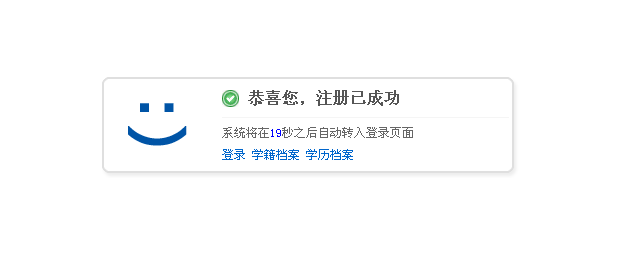 恭喜您，注册已成功
系统将在19秒之后自动转入登录页面
登录 学籍档案 学历档案